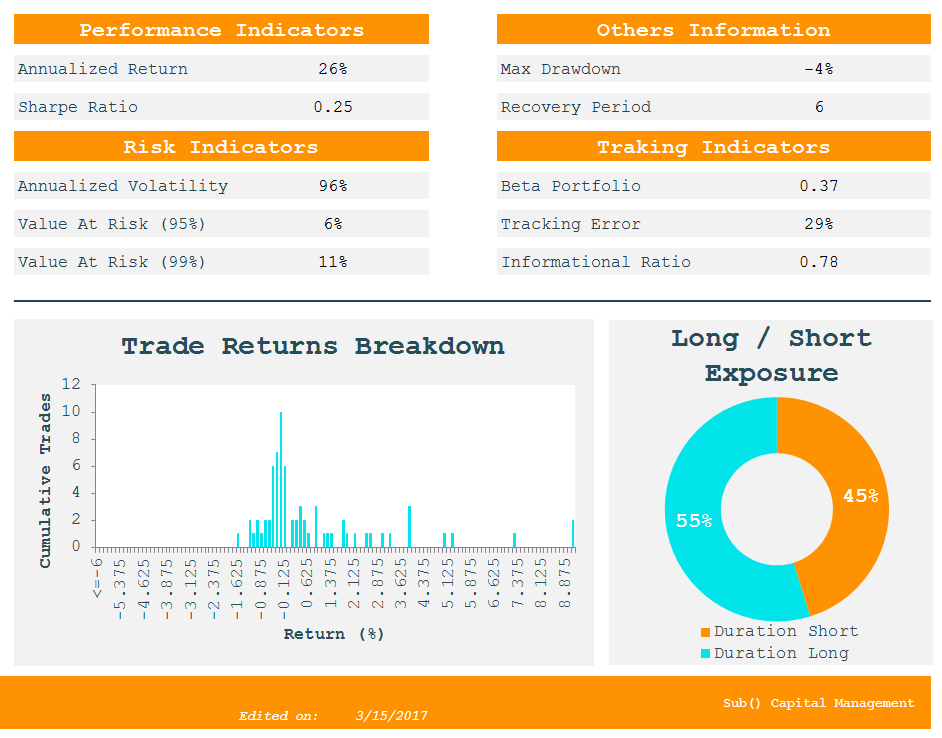 Performance Indicators
Annualized Return 26%
Sharpe Ratio 0.25
Risk Indicators
Annualized Volatility 96%
Value At Risk (95%) 6%
Value At Risk (99%) 11%
Others Information
Max Drawdown -4%
Recovery Period 6
Traking Indicators
Beta Portfolio 0.37
Tracking Error 29%
Informational Ratio 0.78
Trade Returns Breakdown
Cumulative Trades
12
10
8
6
4
2
0
<=-6
-5.375
-4.625
-3.875
-3.125
-2.375
-1.625
-0.875
-0.125
0.625
1.375
2.125
2.875
3.625
4.375
5.125
5.875
6.625
7.375
8.125
8.875
Return (%)
Long / Short
Exposure
45%
55%
Duration Short
Duration Long
Edited on: 3/15/2017
Sub() Capital Management